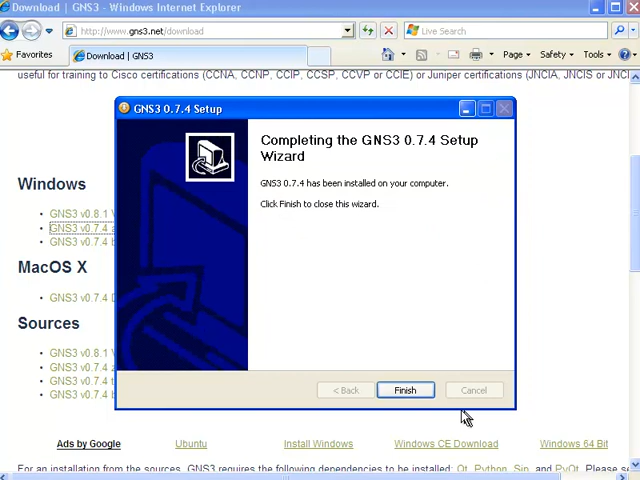 Download | GNS3 - Windows Internet Explorer
http://www.gns3.net/download
Live Search
Favorites
Download | GNS3
Page
Safety
Tools
useful for training to Cisco certifications (CCNA, CCNP, CCIP, CCSP, CCVP or CCIE) or Juniper certifications (JNCIA, JNCIS or JNCI
GNS3 0.7.4 Setup
Completing the GNS3 0.7.4 Setup
Wizard
GNS3 0.7.4 has been installed on your computer.
Click Finish to close this wizard.
Windows
GNS3 v0.8.1
GNS3 v0.7.4 a
GNS3 v0.7.4 b
MacOS X
GNS3 v0.7.4
Sources
GNS3 v0.8.1
GNS3 v0.7.4
GNS3 v0.7.4 t
GNS3 v0.7.4 b
< Back
Finish
Cancel
Ads by Google
Ubuntu
Install Windows
Windows CE Download
Windows 64 Bit
For an installation from the sources, GNS3 requires the following dependencies to be installed: Qt, Python, Sip, and PyQt. Please